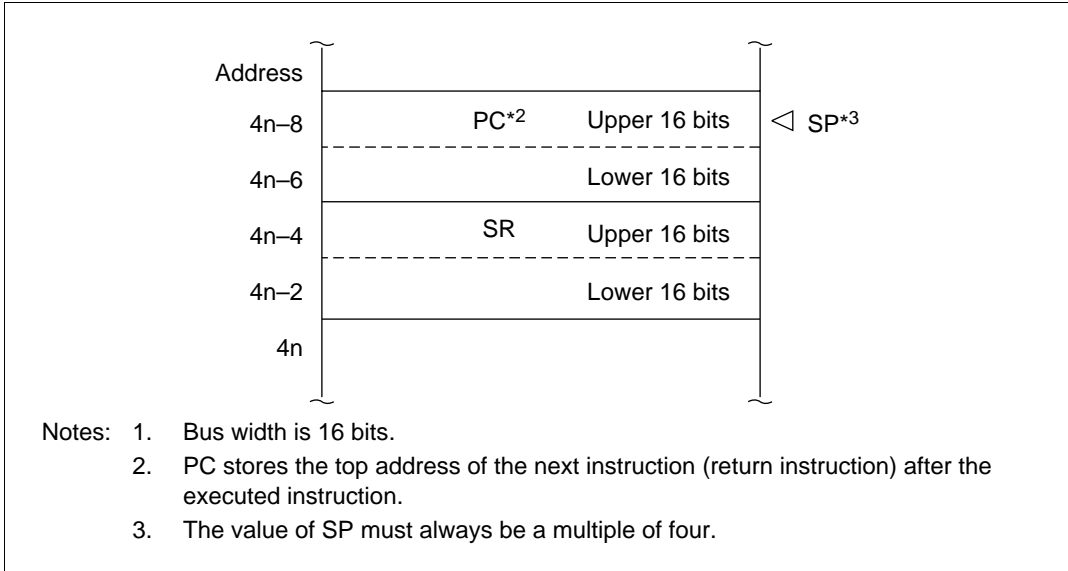 Address
4n–8 PC*2 Upper 16 bits SP*3
4n–6 Lower 16 bits
4n–4 SR Upper 16 bits
4n–2 Lower 16 bits
4n
Notes: 1. Bus width is 16 bits.
2. PC stores the top address of the next instruction (return instruction) after the
executed instruction.
3. The value of SP must always be a multiple of four.